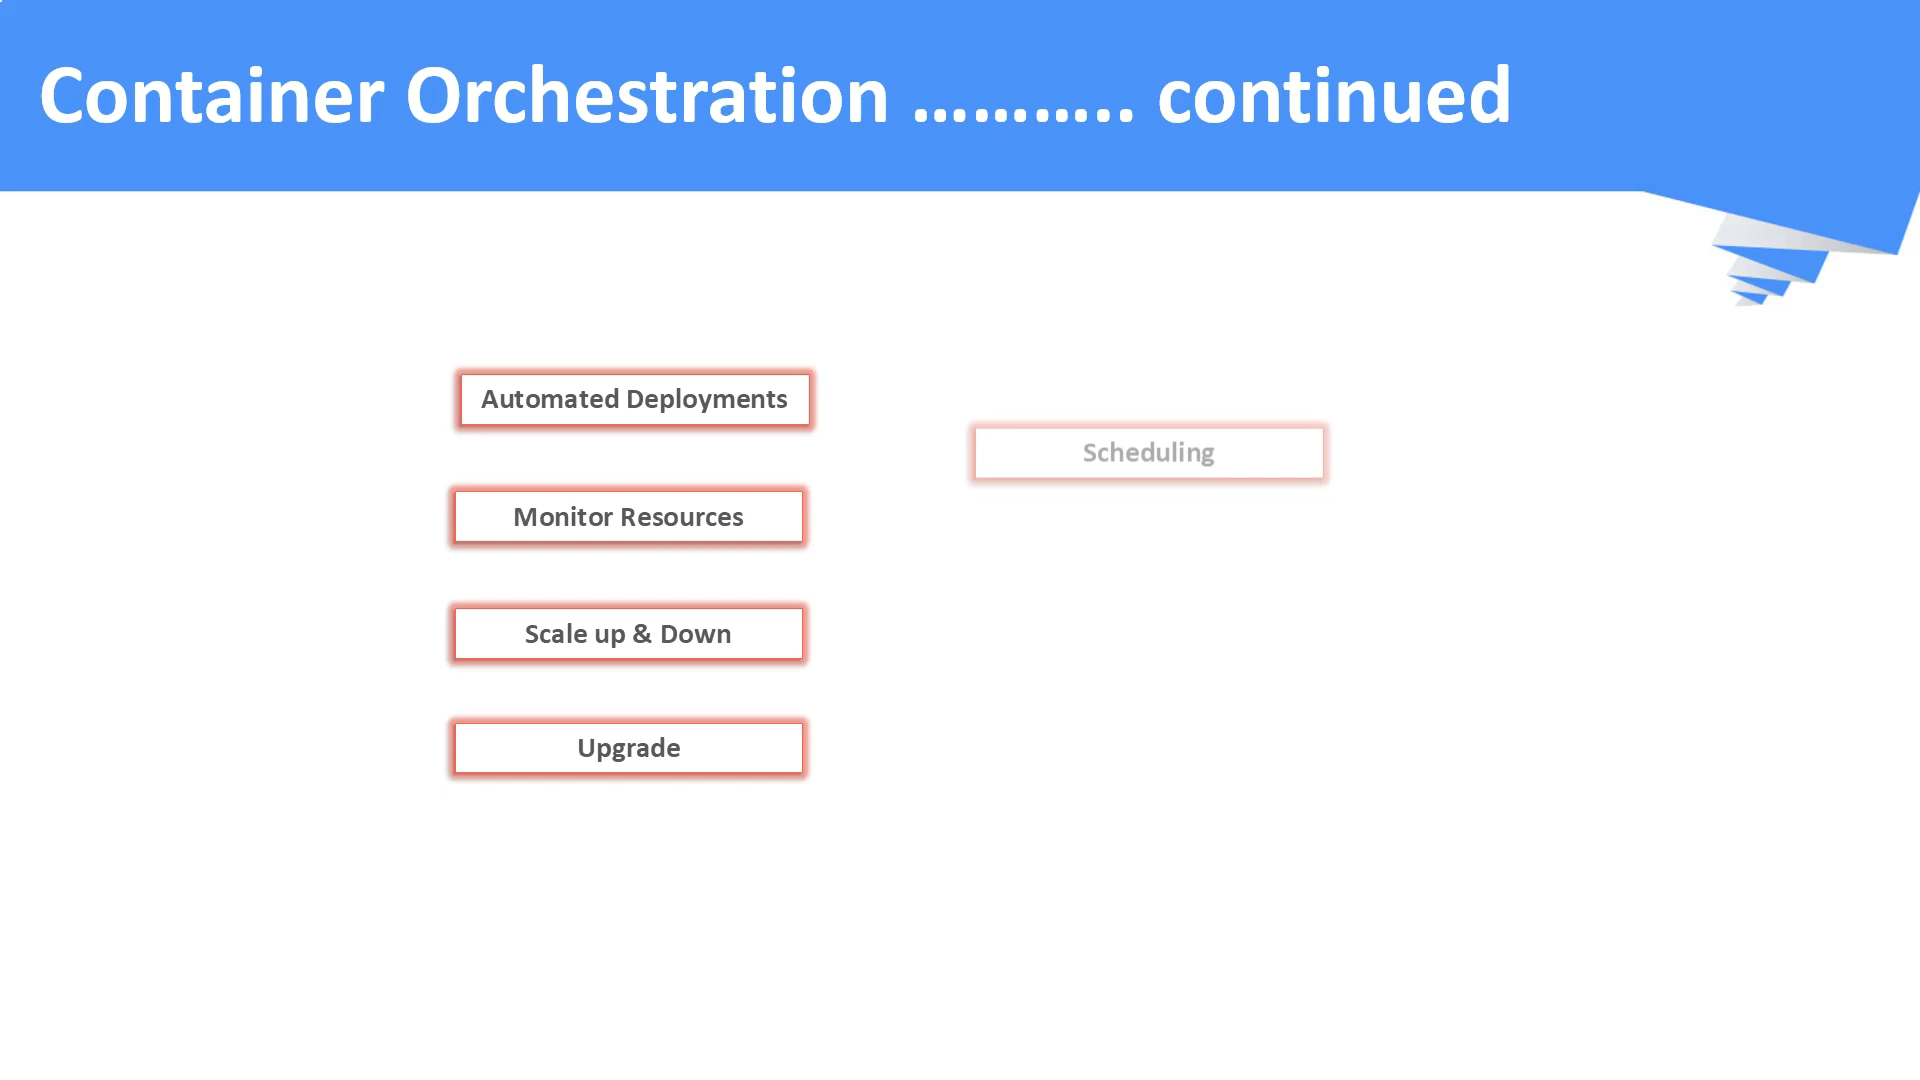 Container Orchestration ……….. continued
Automated Deployments
Monitor Resources
Scale up & Down
Upgrade
Scheduling